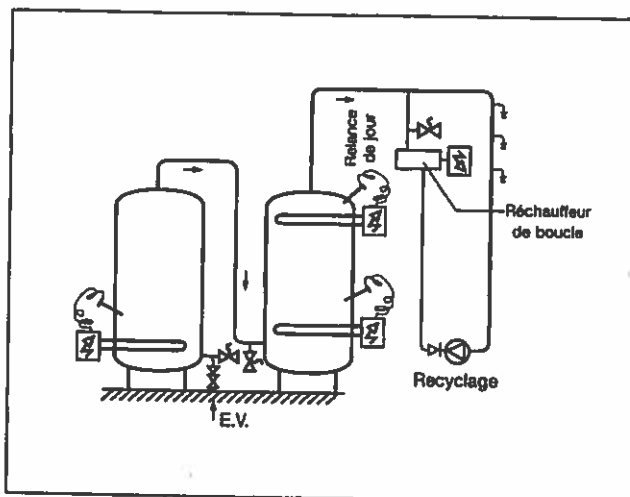 Relance
de jour
Réchauffeur
de boucle
Recyclage
E.V.